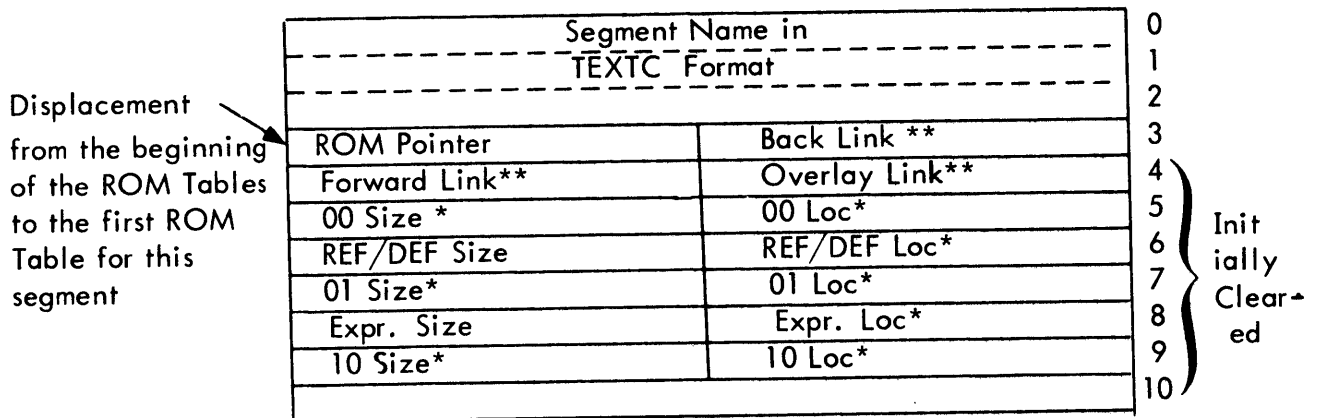 Segment Name in 0
TEXTC Format 1
2
Displacement
from the beginning
of the ROM Tables
to the first ROM
Table for this
segment
ROM Pointer Back Link ** 3
Forward Link** Overlay Link** 4
00 Size * 00 Loc* 5
REF/DEF Size REF/DEF Loc* 6
01 Size* 01 Loc* 7
Expr. Size Expr. Loc* 8
10 Size* 10 Loc* 9
10
Init
ially
Clear-
ed